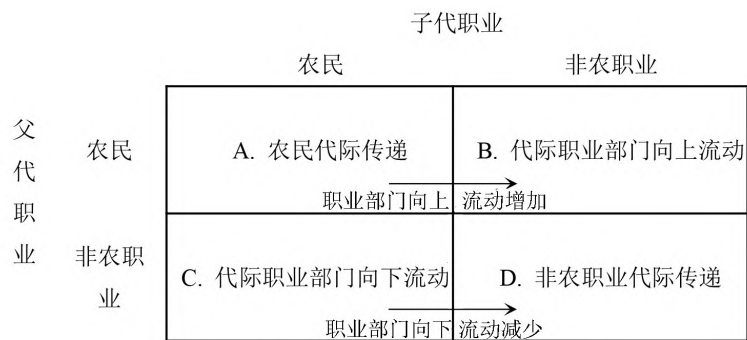 子代职业
农民 非农职业
父代职业
农民
A. 农民代际传递
B. 代际职业部门向上流动
职业部门向上 流动增加
非农职
业
C. 代际职业部门向下流动
D. 非农职业代际传递
职业部门向下 流动减少